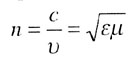 n = c/υ = √εμ